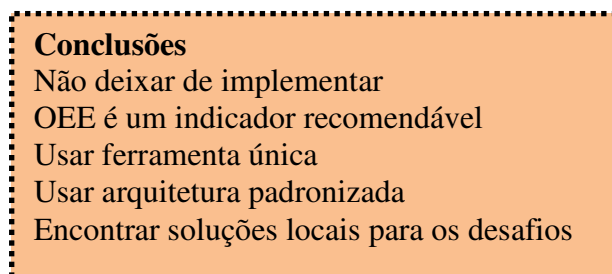 Conclusões
Não deixar de implementar
OEE é um indicador recomendável
Usar ferramenta única
Usar arquitetura padronizada
Encontrar soluções locais para os desafios